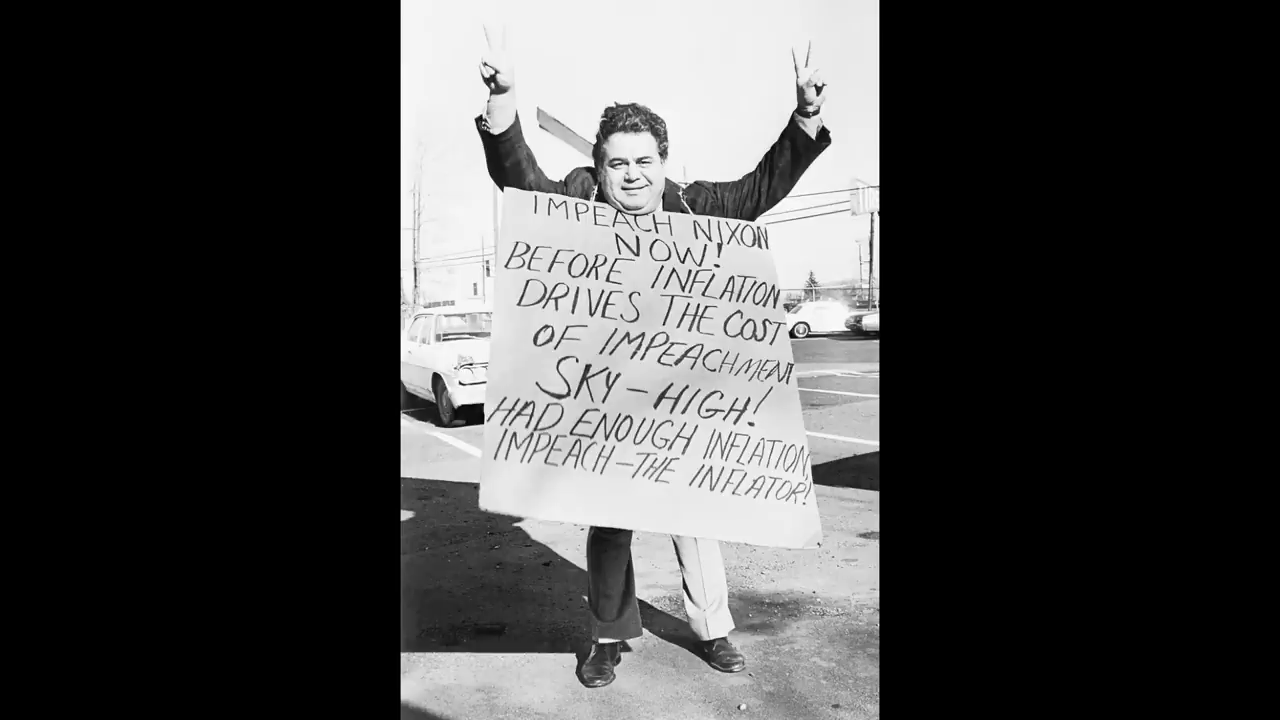 IMPEACH NIXON
NOW!
BEFORE INFLATION
DRIVES THE COST
OF IMPEACHMENT
SKY-HIGH!
HAD ENOUGH INFLATION,
IMPEACH-THE INFLATOR!